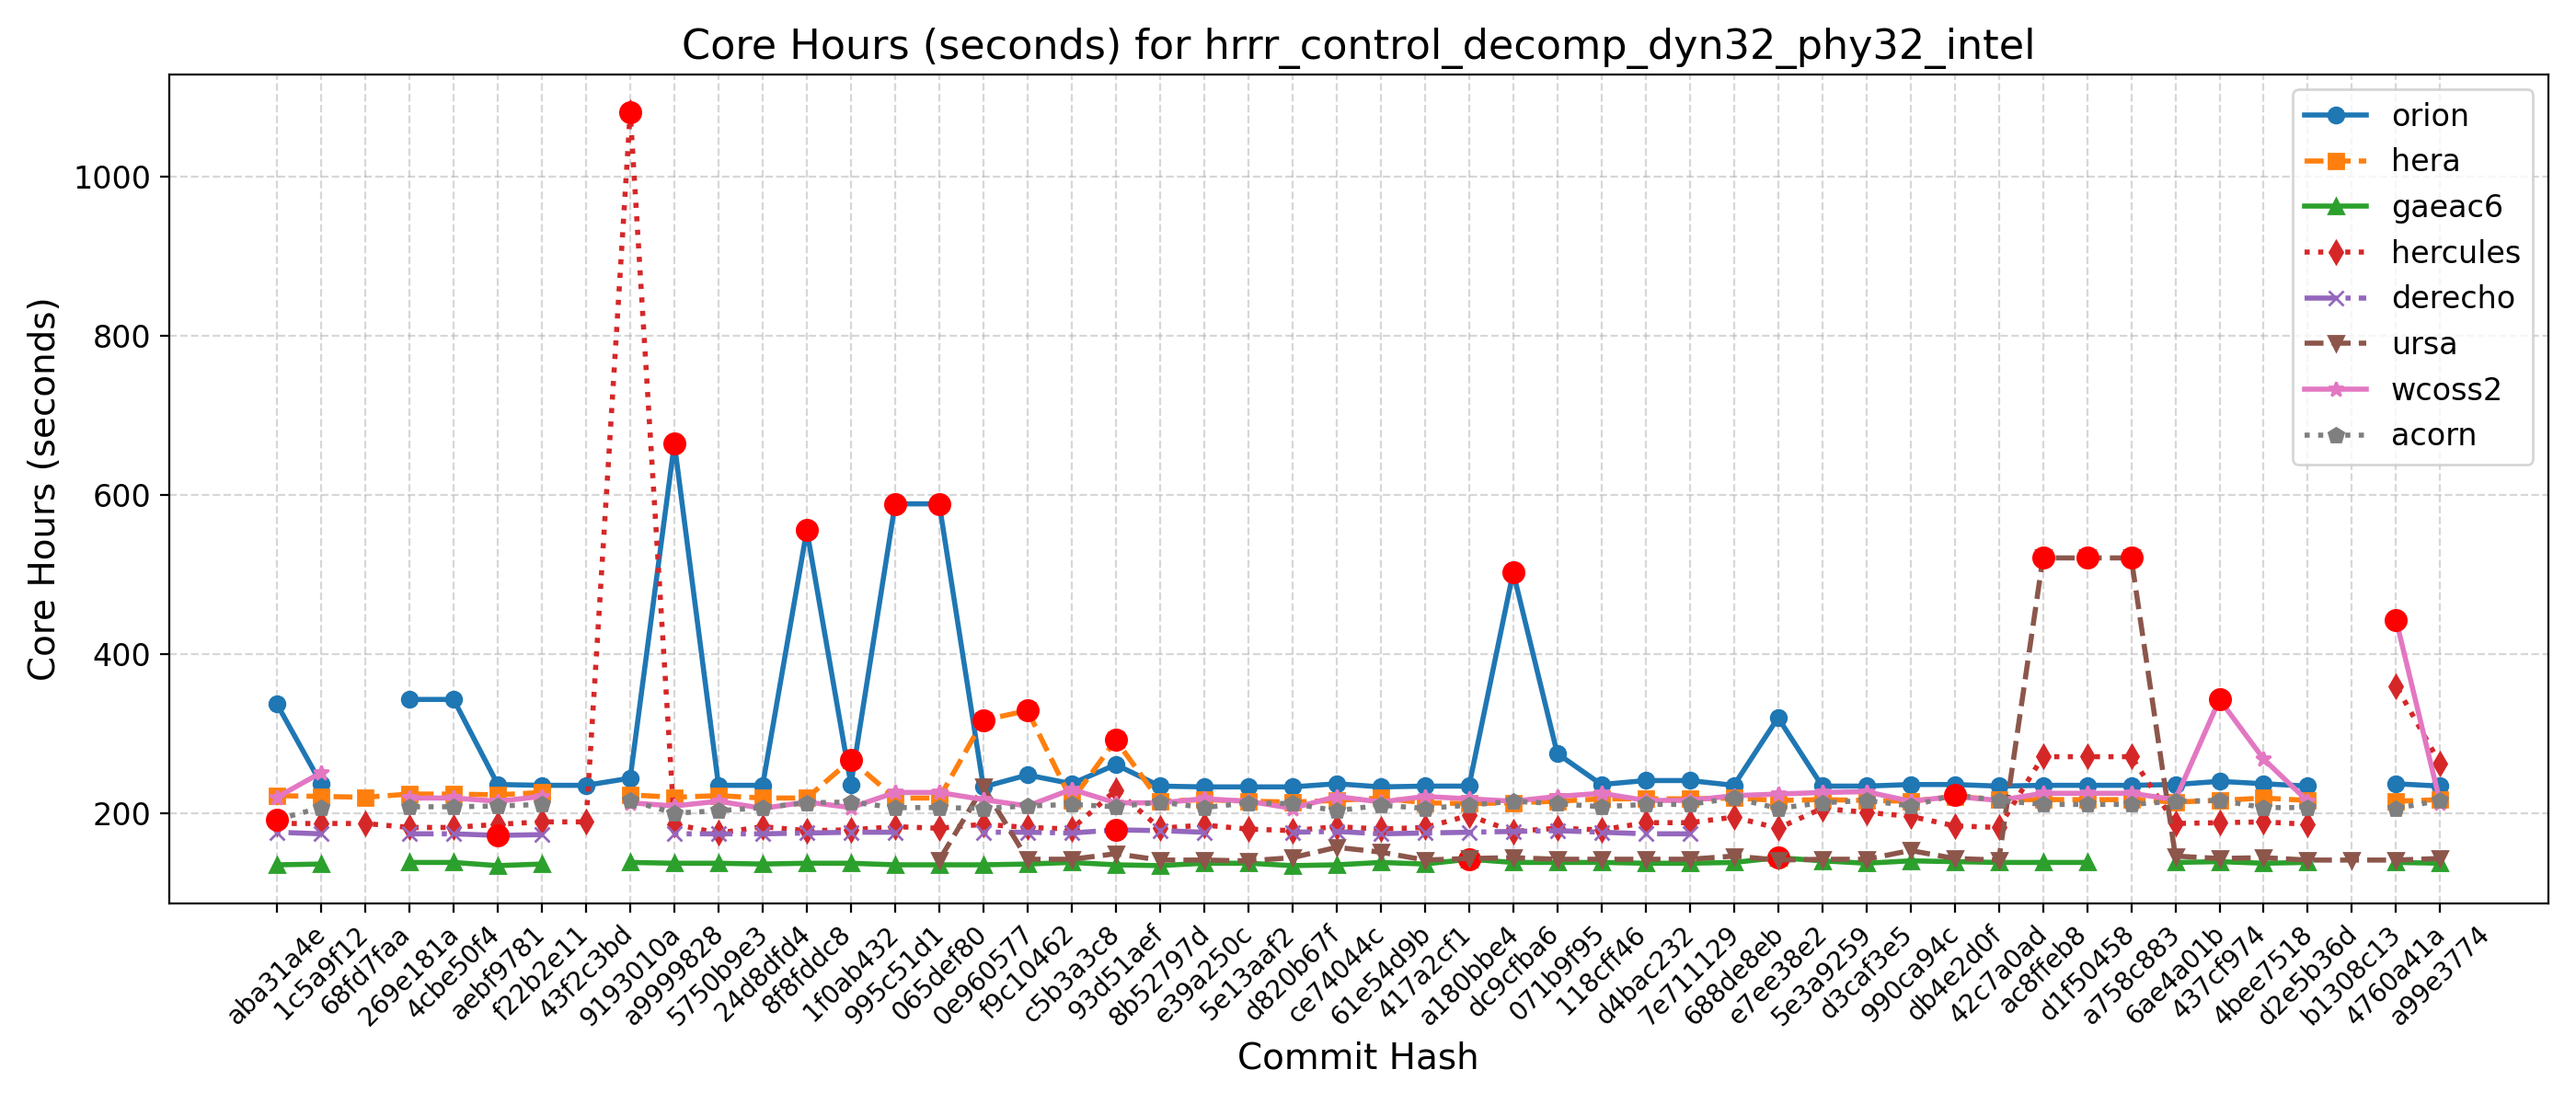 Core Hours (seconds) for hrrr_control_decomp_dyn32_phy32_intel
Core Hours (seconds)
1000
800
600
400
200
orion
hera
gaeac6
hercules
derecho
ursa
wcoss2
acorn
aba31a4e
1c5a9f12
68fd7faa
269e181a
4cbe50f4
aebf9781
f22b2e11
43f2c3bd
9193010a
a9999828
5750b9e3
24d8dfd4
8f8fddc8
1f0ab432
995c51d1
065def80
0e960577
f9c10462
c5b3a3c8
93d51aef
8b52797d
e39a250c
5e13aaf2
d820b67f
ce74044c
61e54d9b
417a2cf1
a180bbe4
dc9cfba6
071b9f95
118cff46
d4bac232
7e711129
688de8eb
e7ee38e2
5e3a9259
d3caf3e5
990ca94c
db4e2d0f
42c7a0ad
ac8ffeb8
d1f50458
a758c883
6ae4a01b
437cf974
4bee7518
d2e5b36d
b1308c13
4760a41a
a99e3774
Commit Hash